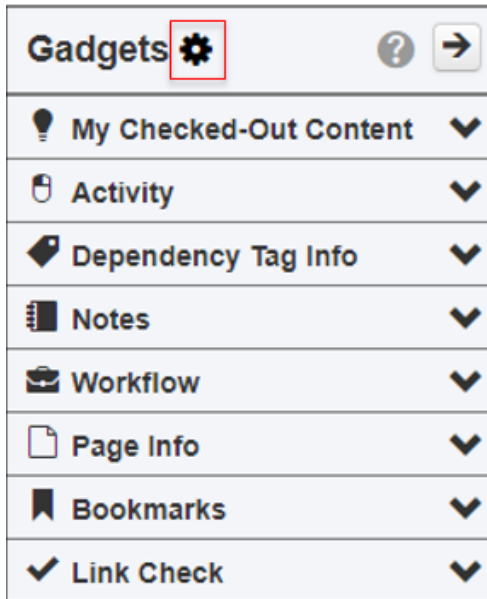 Gadgets
?
My Checked-Out Content
Activity
Dependency Tag Info
Notes
Workflow
Page Info
Bookmarks
Link Check